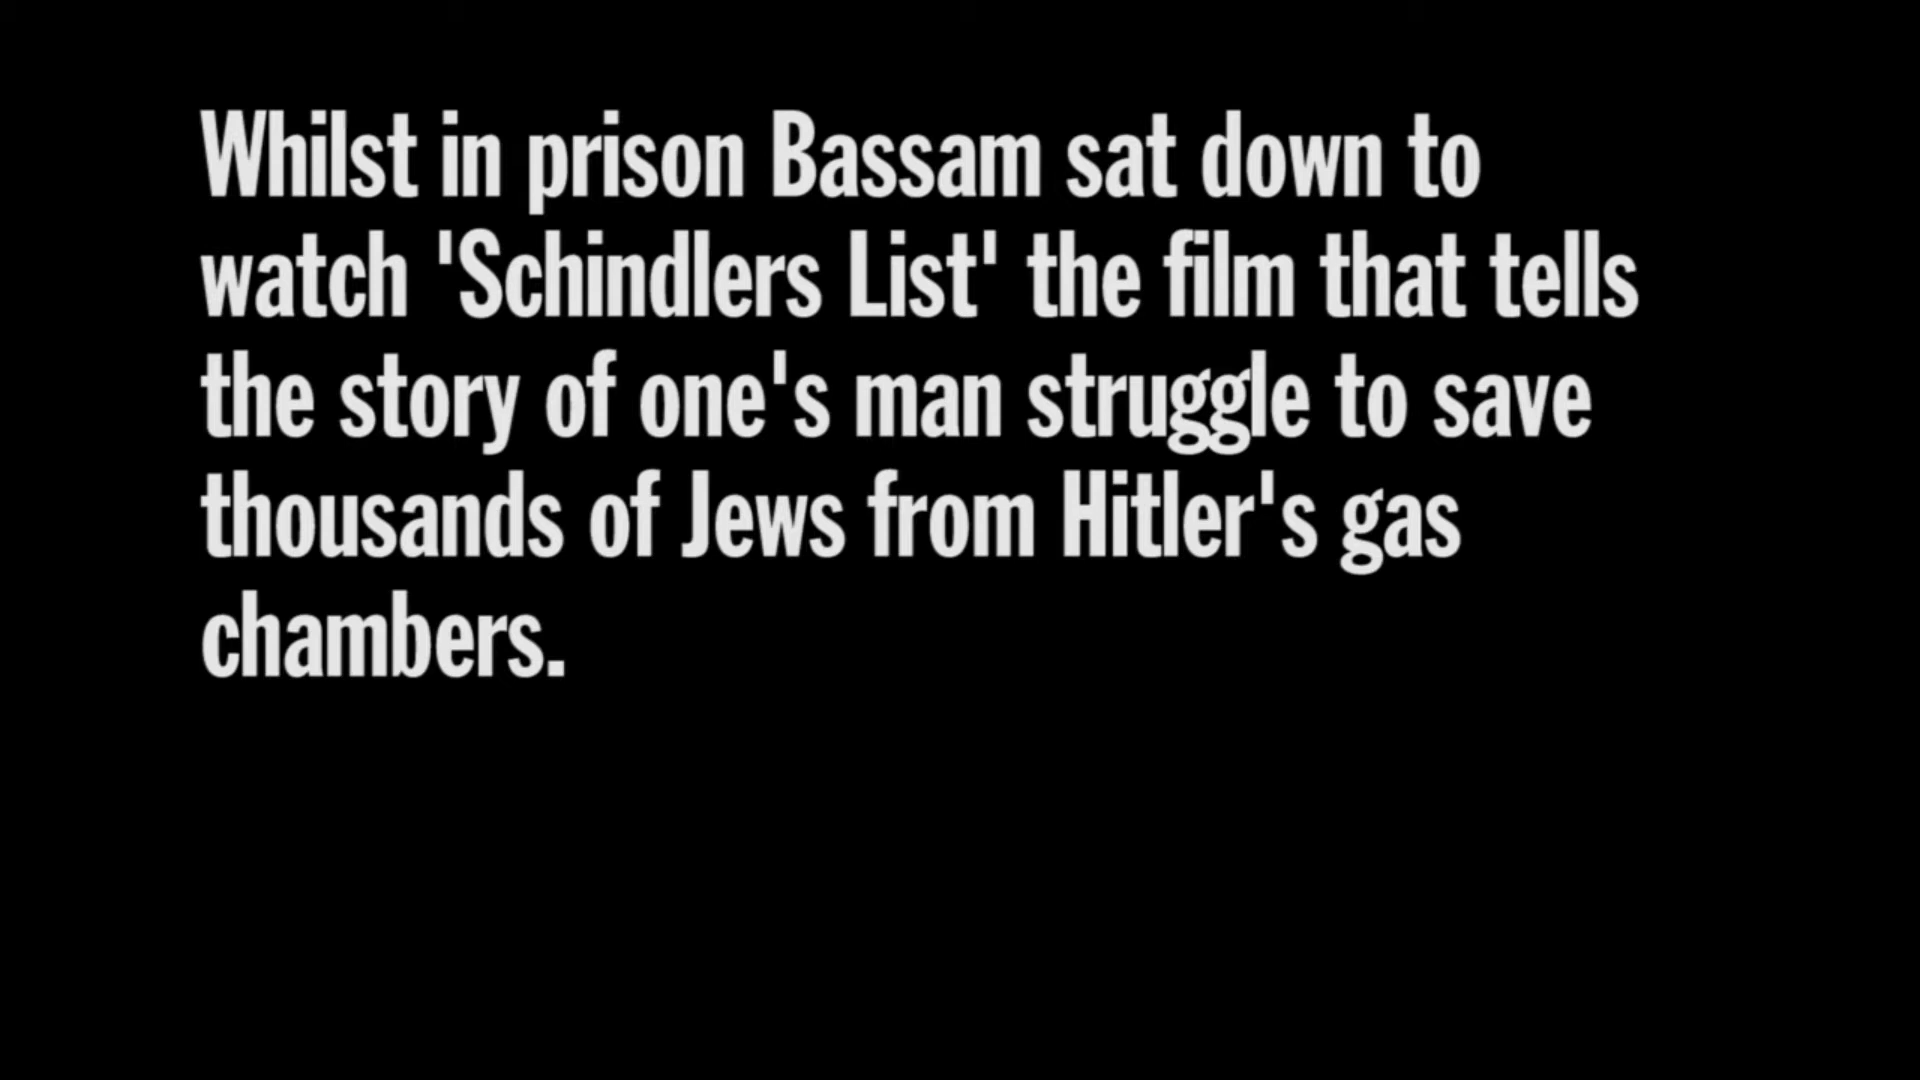 Whilst in prison Bassam sat down to
watch 'Schindlers List' the film that tells
the story of one's man struggle to save
thousands of Jews from Hitler's gas
chambers.